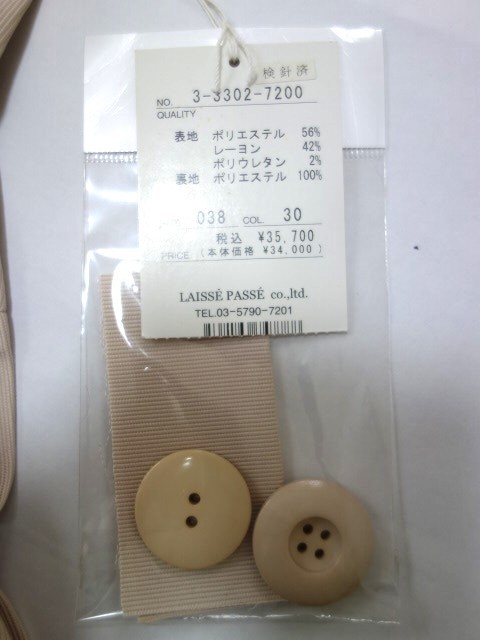 検針済
NO. 3-3302-7200
QUALITY
表地 ポリエステル 56%
レーヨン 42%
ポリウレタン 2%
裏地 ポリエステル 100%
038 COL. 30
税込 ¥35,700
PRICE (本体価格 ¥34,000)
LAISSÉ PASSÉ co.,ltd.
TEL.03-5790-7201